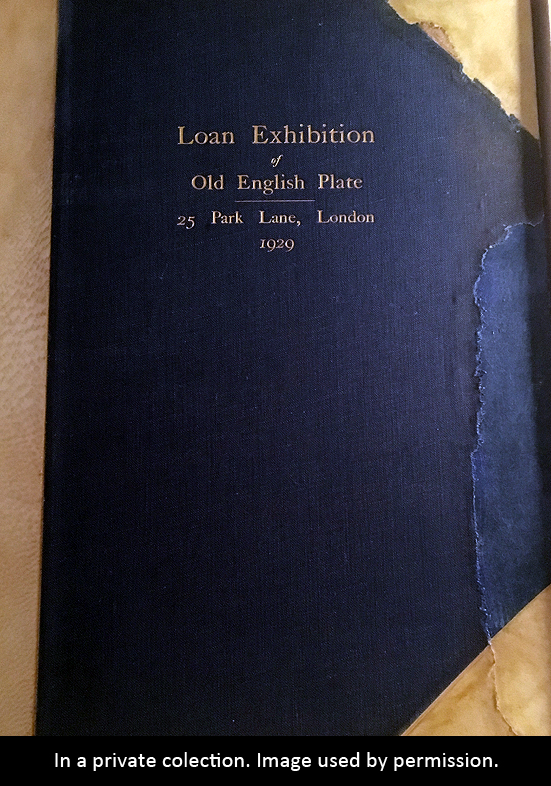 Loan Exhibition
of
Old English Plate
25 Park Lane, London
1929
In a private colection. Image used by permission.